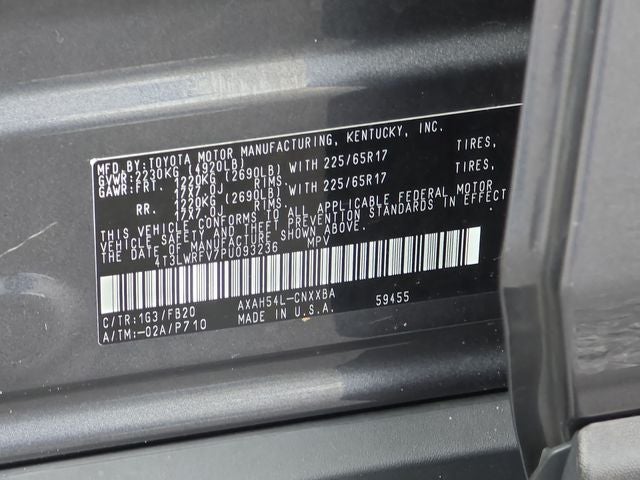 MFD.BY:TOYOTA MOTOR MANUFACTURING, KENTUCKY, INC.
GVWR:2230KG (4920LB)
GAWR:FRT. 1220KG (2690LB) WITH 225/65R17 TIRES,
17X7.0J RIMS.
RR. 1220KG (2690LB) WITH 225/65R17 TIRES,
17X7.0J RIMS.
THIS VEHICLE CONFORMS TO ALL APPLICABLE FEDERAL MOTOR
VEHICLE SAFETY AND THEFT PREVENTION STANDARDS IN EFFECT
THE DATE OF MANUFACTURE SHOWN ABOVE.
4T3LWRFV7PU093236 MPV
C/TR:1G3/FB20 AXAH54L-CNXXBA 59455
A/TM:-02A/P710 MADE IN U.S.A.